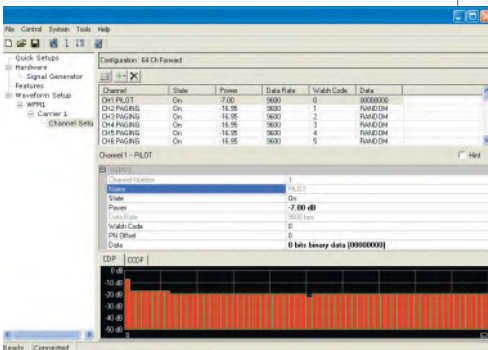 File Control System Tools Help
Quick Setups
Hardware
Signal Generator
Features
Waveform Setup
WFM1
Carrier 1
Channel Setu
Configuration : 64 Ch Forward
Channel State Power Data Rate Walsh Code Data
CH1:PILOT On -7.00 9600 0 00000000
CH2:PAGING On -16.95 9600 1 RANDOM
CH3:PAGING On -16.95 9600 2 RANDOM
CH4:PAGING On -16.95 9600 3 RANDOM
CH5:PAGING On -16.95 9600 4 RANDOM
CH6:PAGING On -16.95 9600 5 RANDOM
Channel 1 - PILOT Hint
Channel Number 1
Name PILOT
State On
Power -7.00 dB
Data Rate 9600 bps
Walsh Code 0
PN Offset 0
Data 8 bits binary data (00000000)
CDP CCDF
0 dB
-10 dB
-20 dB
-30 dB
-40 dB
-50 dB
0
Ready Connected